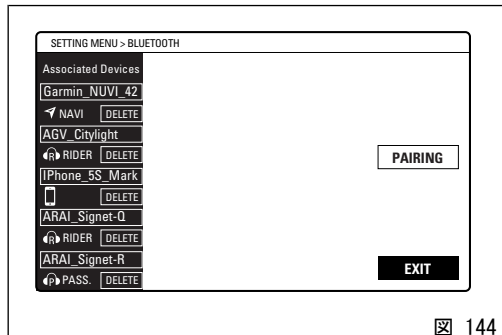 SETTING MENU > BLUETOOTH
Associated Devices
Garmin_NUVI_42
NAVI DELETE
AGV_Citylight
R RIDER DELETE
IPhone_5S_Mark
DELETE
ARAI_Signet-Q
R RIDER DELETE
ARAI_Signet-R
P PASS. DELETE
PAIRING
EXIT
図 144